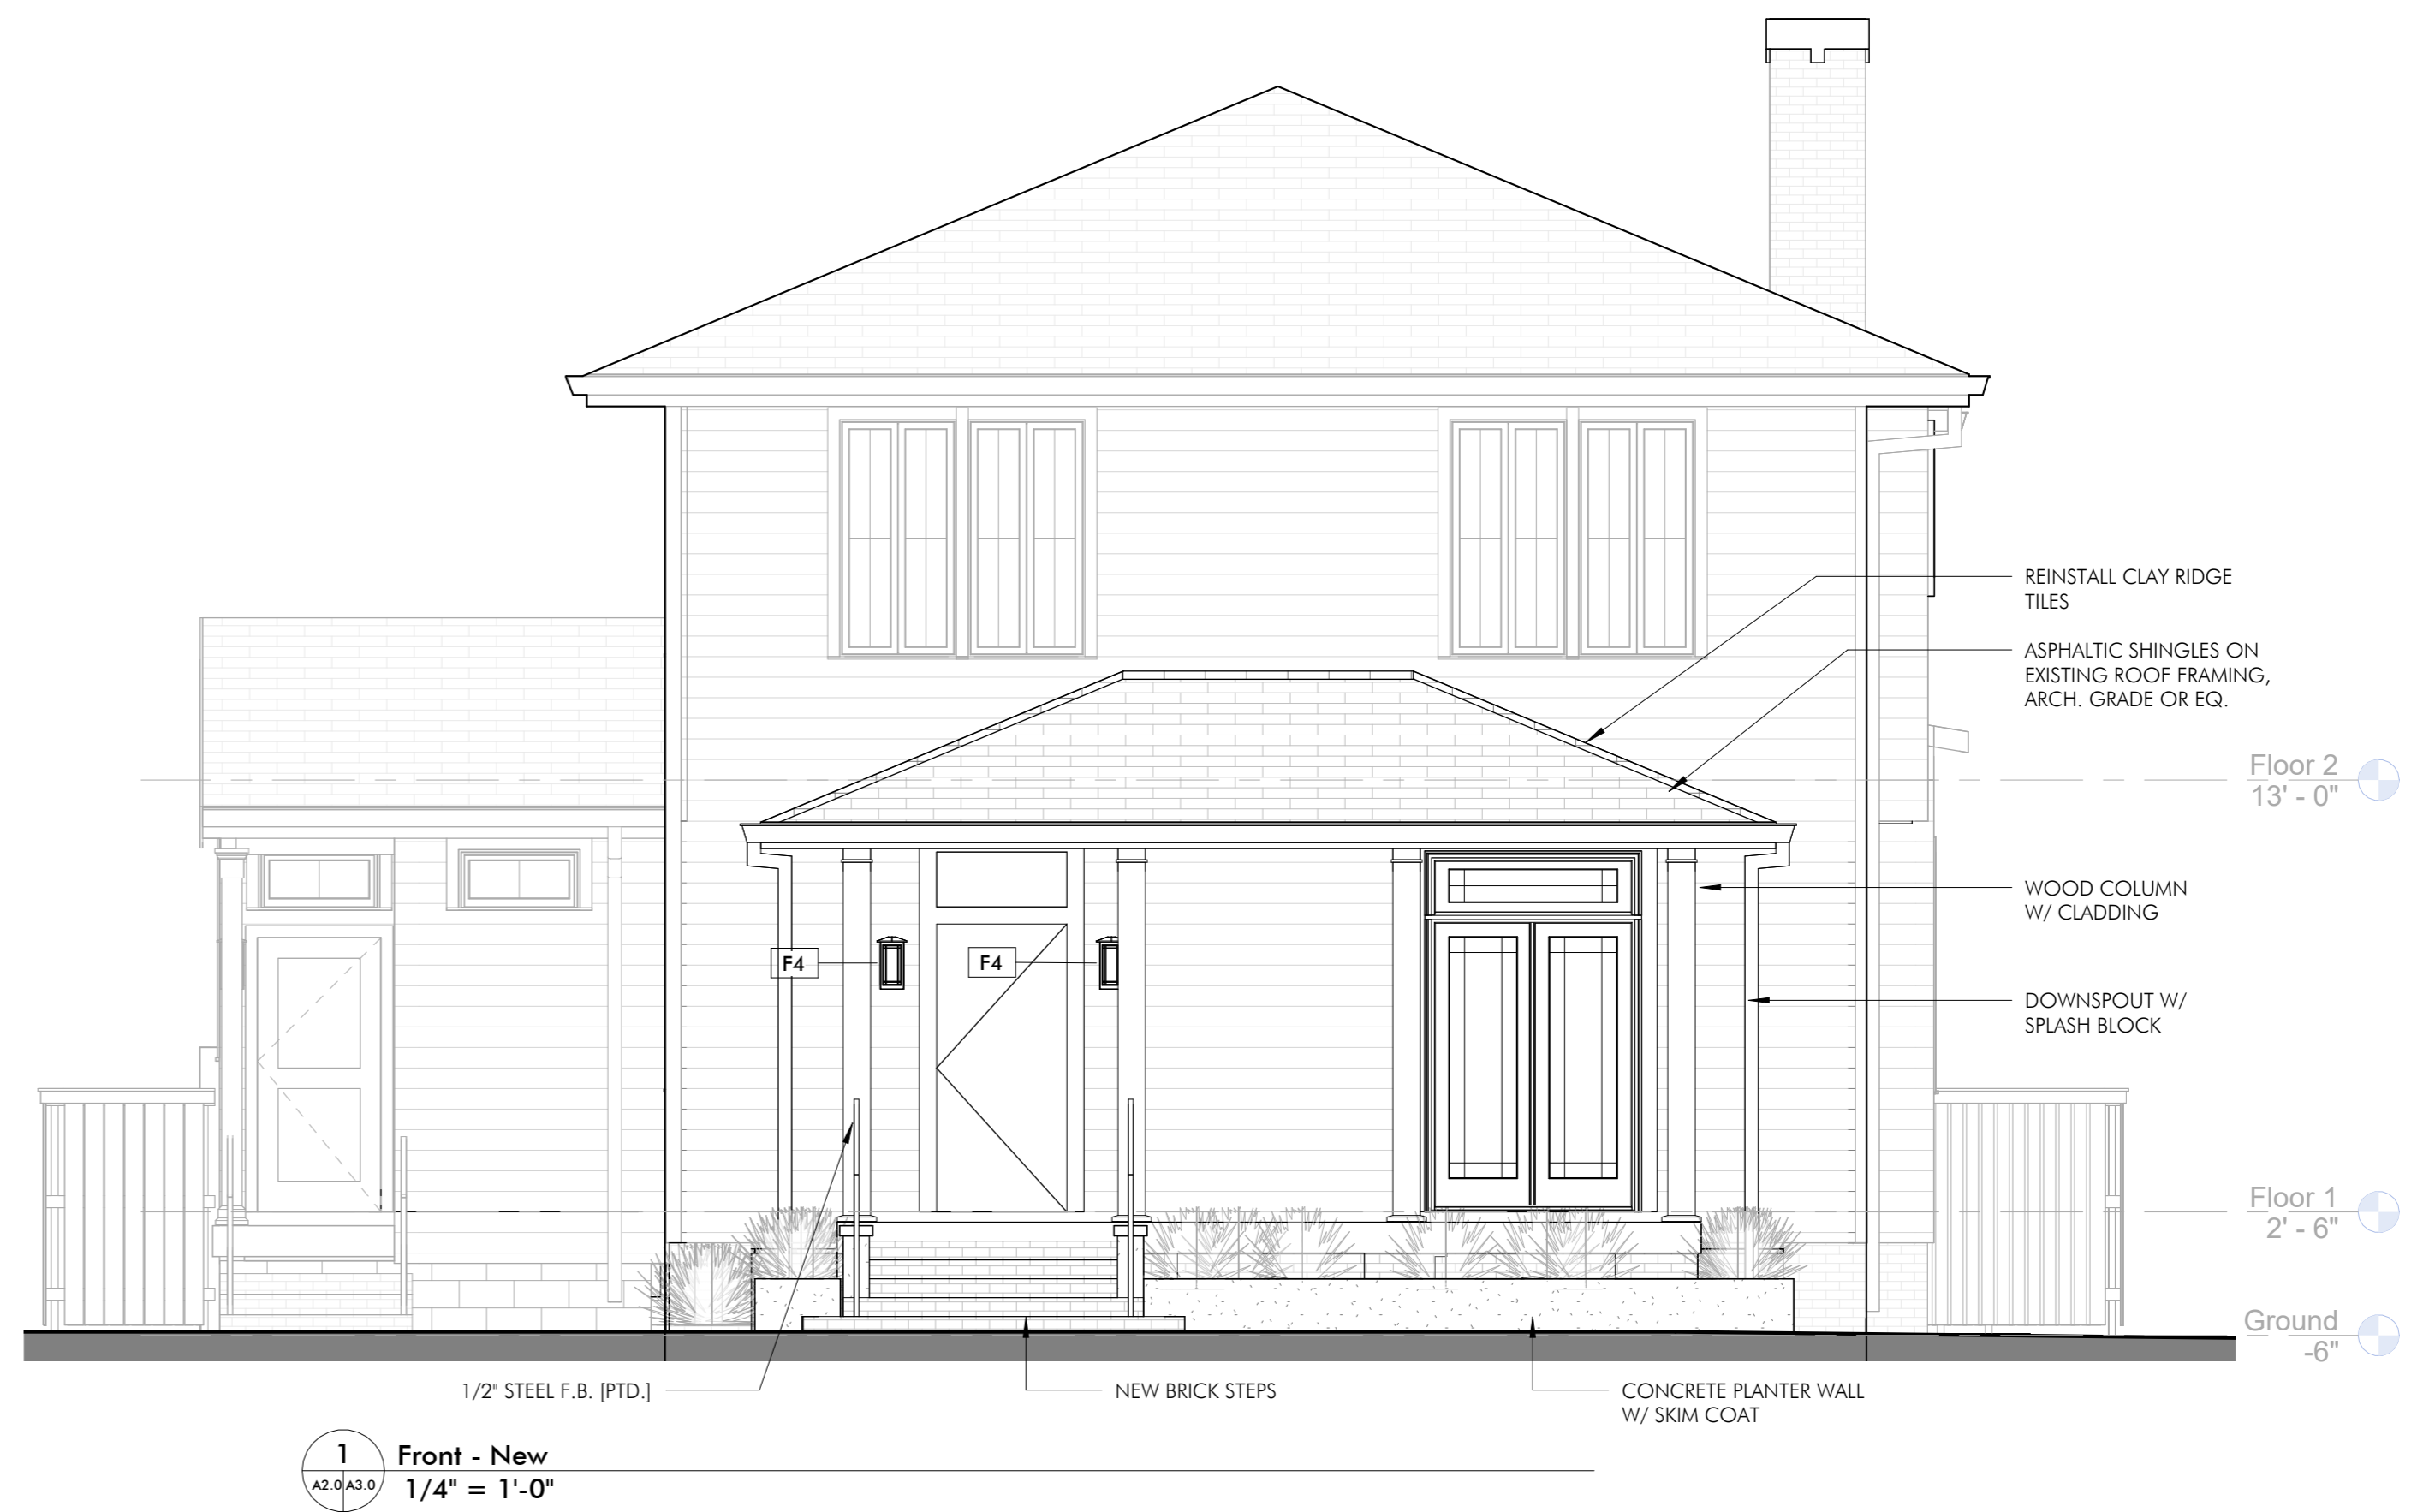 REINSTALL CLAY RIDGE
TILES
ASPHALTIC SHINGLES ON
EXISTING ROOF FRAMING,
ARCH. GRADE OR EQ.
Floor 2
13' - 0"
WOOD COLUMN
W/ CLADDING
F4
F4
DOWNSPOUT W/
SPLASH BLOCK
Floor 1
2' - 6"
Ground
-6"
1/2" STEEL F.B. [PTD.]
NEW BRICK STEPS
CONCRETE PLANTER WALL
W/ SKIM COAT
1
A2.0 A3.0
Front - New
1/4" = 1'-0"